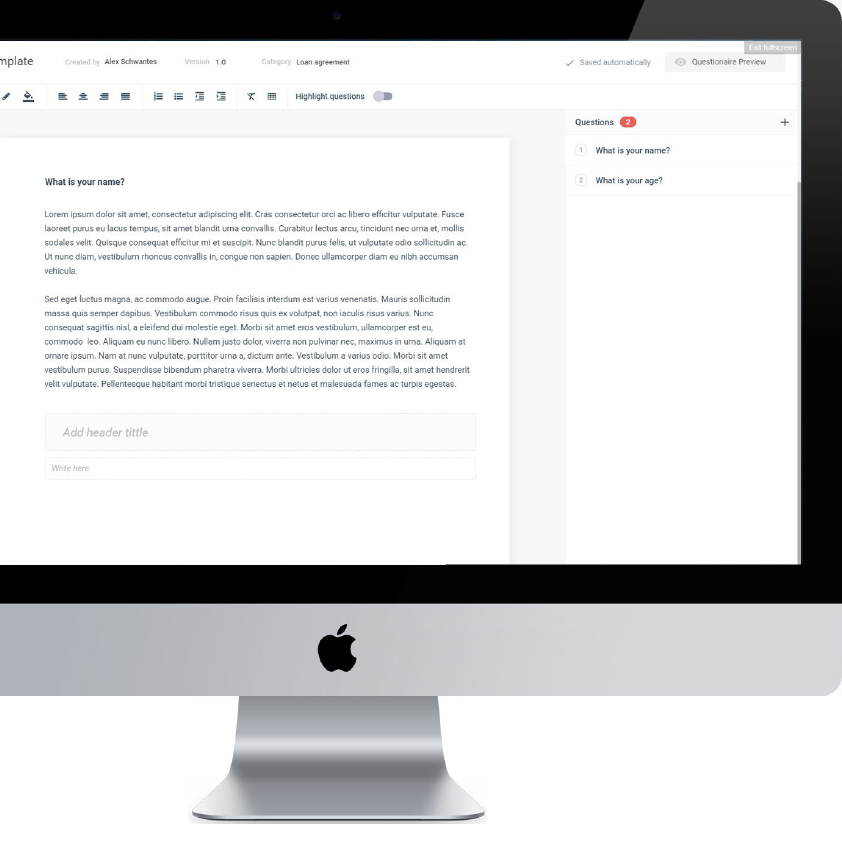 Exit fullscreen
mplate
Created by Alex Schwantes
Version 1.0
Category Loan agreement
Saved automatically
Questionaire Preview
Highlight questions
Questions 2
1 What is your name?
2 What is your age?
What is your name?
Lorem ipsum dolor sit amet, consectetur adipiscing elit. Cras consectetur orci ac libero efficitur vulputate. Fusce
laoreet purus eu lacus tempus, sit amet blandit urna convallis. Curabitur lectus arcu, tincidunt nec urna et, mollis
sodales velit. Quisque consequat efficitur mi et suscipit. Nunc blandit purus felis, ut vulputate odio sollicitudin ac.
Ut nunc diam, vestibulum rhoncus convallis in, congue non sapien. Donec ullamcorper diam eu nibh accumsan
vehicula.
Sed eget luctus magna, ac commodo augue. Proin facilisis interdum est varius venenatis. Mauris sollicitudin
massa quis semper dapibus. Vestibulum commodo risus quis ex volutpat, non iaculis risus varius. Nunc
consequat sagittis nisl, a eleifend dui molestie eget. Morbi sit amet eros vestibulum, ullamcorper est eu,
commodo leo. Aliquam eu nunc libero. Nullam justo dolor, viverra non pulvinar nec, maximus in urna. Aliquam at
ornare ipsum. Nam at nunc vulputate, porttitor urna a, dictum ante. Vestibulum a varius odio. Morbi sit amet
vestibulum purus. Suspendisse bibendum pharetra viverra. Morbi ultricies dolor ut eros fringilla, sit amet hendrerit
velit vulputate. Pellentesque habitant morbi tristique senectus et netus et malesuada fames ac turpis egestas.
Add header tittle
Write here